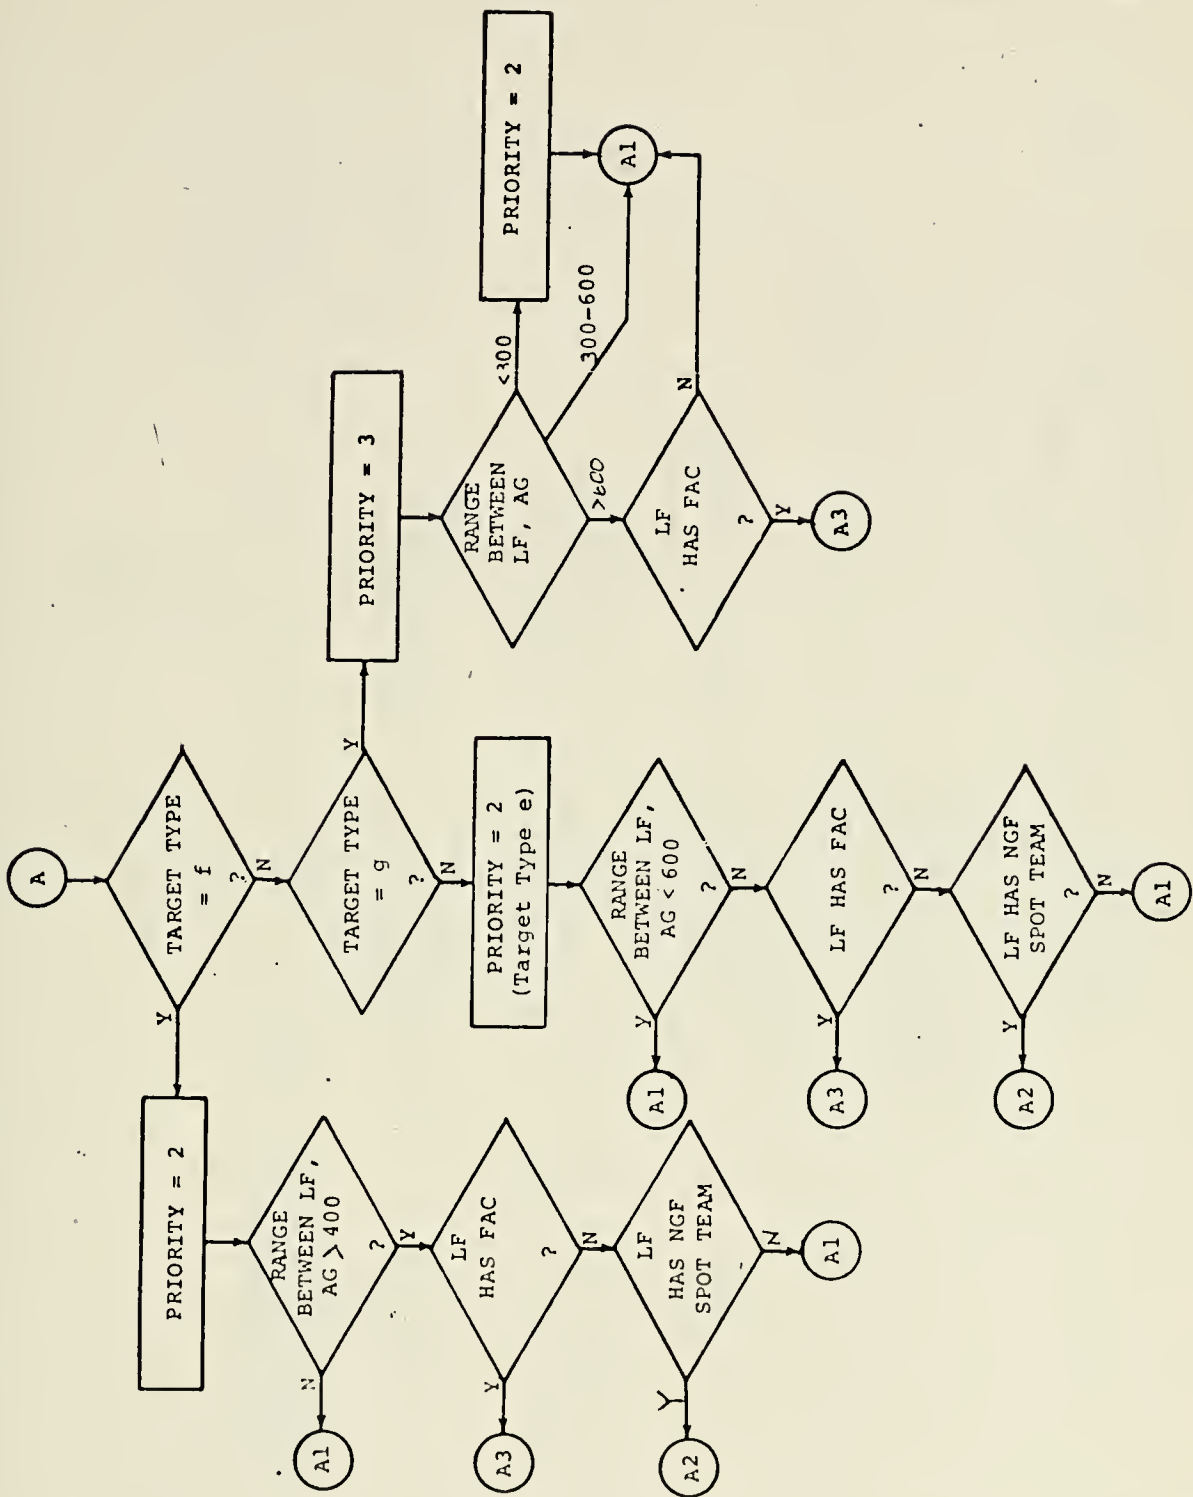 A
TARGET TYPE
= f
?
Y
N
PRIORITY = 2
RANGE
BETWEEN LF,
AG > 400
?
N
Y
A1
LF
HAS FAC
?
Y
N
A3
LF
HAS NGF
SPOT TEAM
Y
N
A2
A1
TARGET TYPE
= g
?
Y
N
PRIORITY = 2
(Target Type e)
RANGE
BETWEEN LF,
AG < 600
?
Y
N
A1
LF HAS FAC
?
Y
N
A3
LF HAS NGF
SPOT TEAM
?
Y
N
A2
A1
PRIORITY = 3
RANGE
BETWEEN
LF, AG
<300
300-600
>600
PRIORITY = 2
A1
LF
HAS FAC
?
N
Y
A3